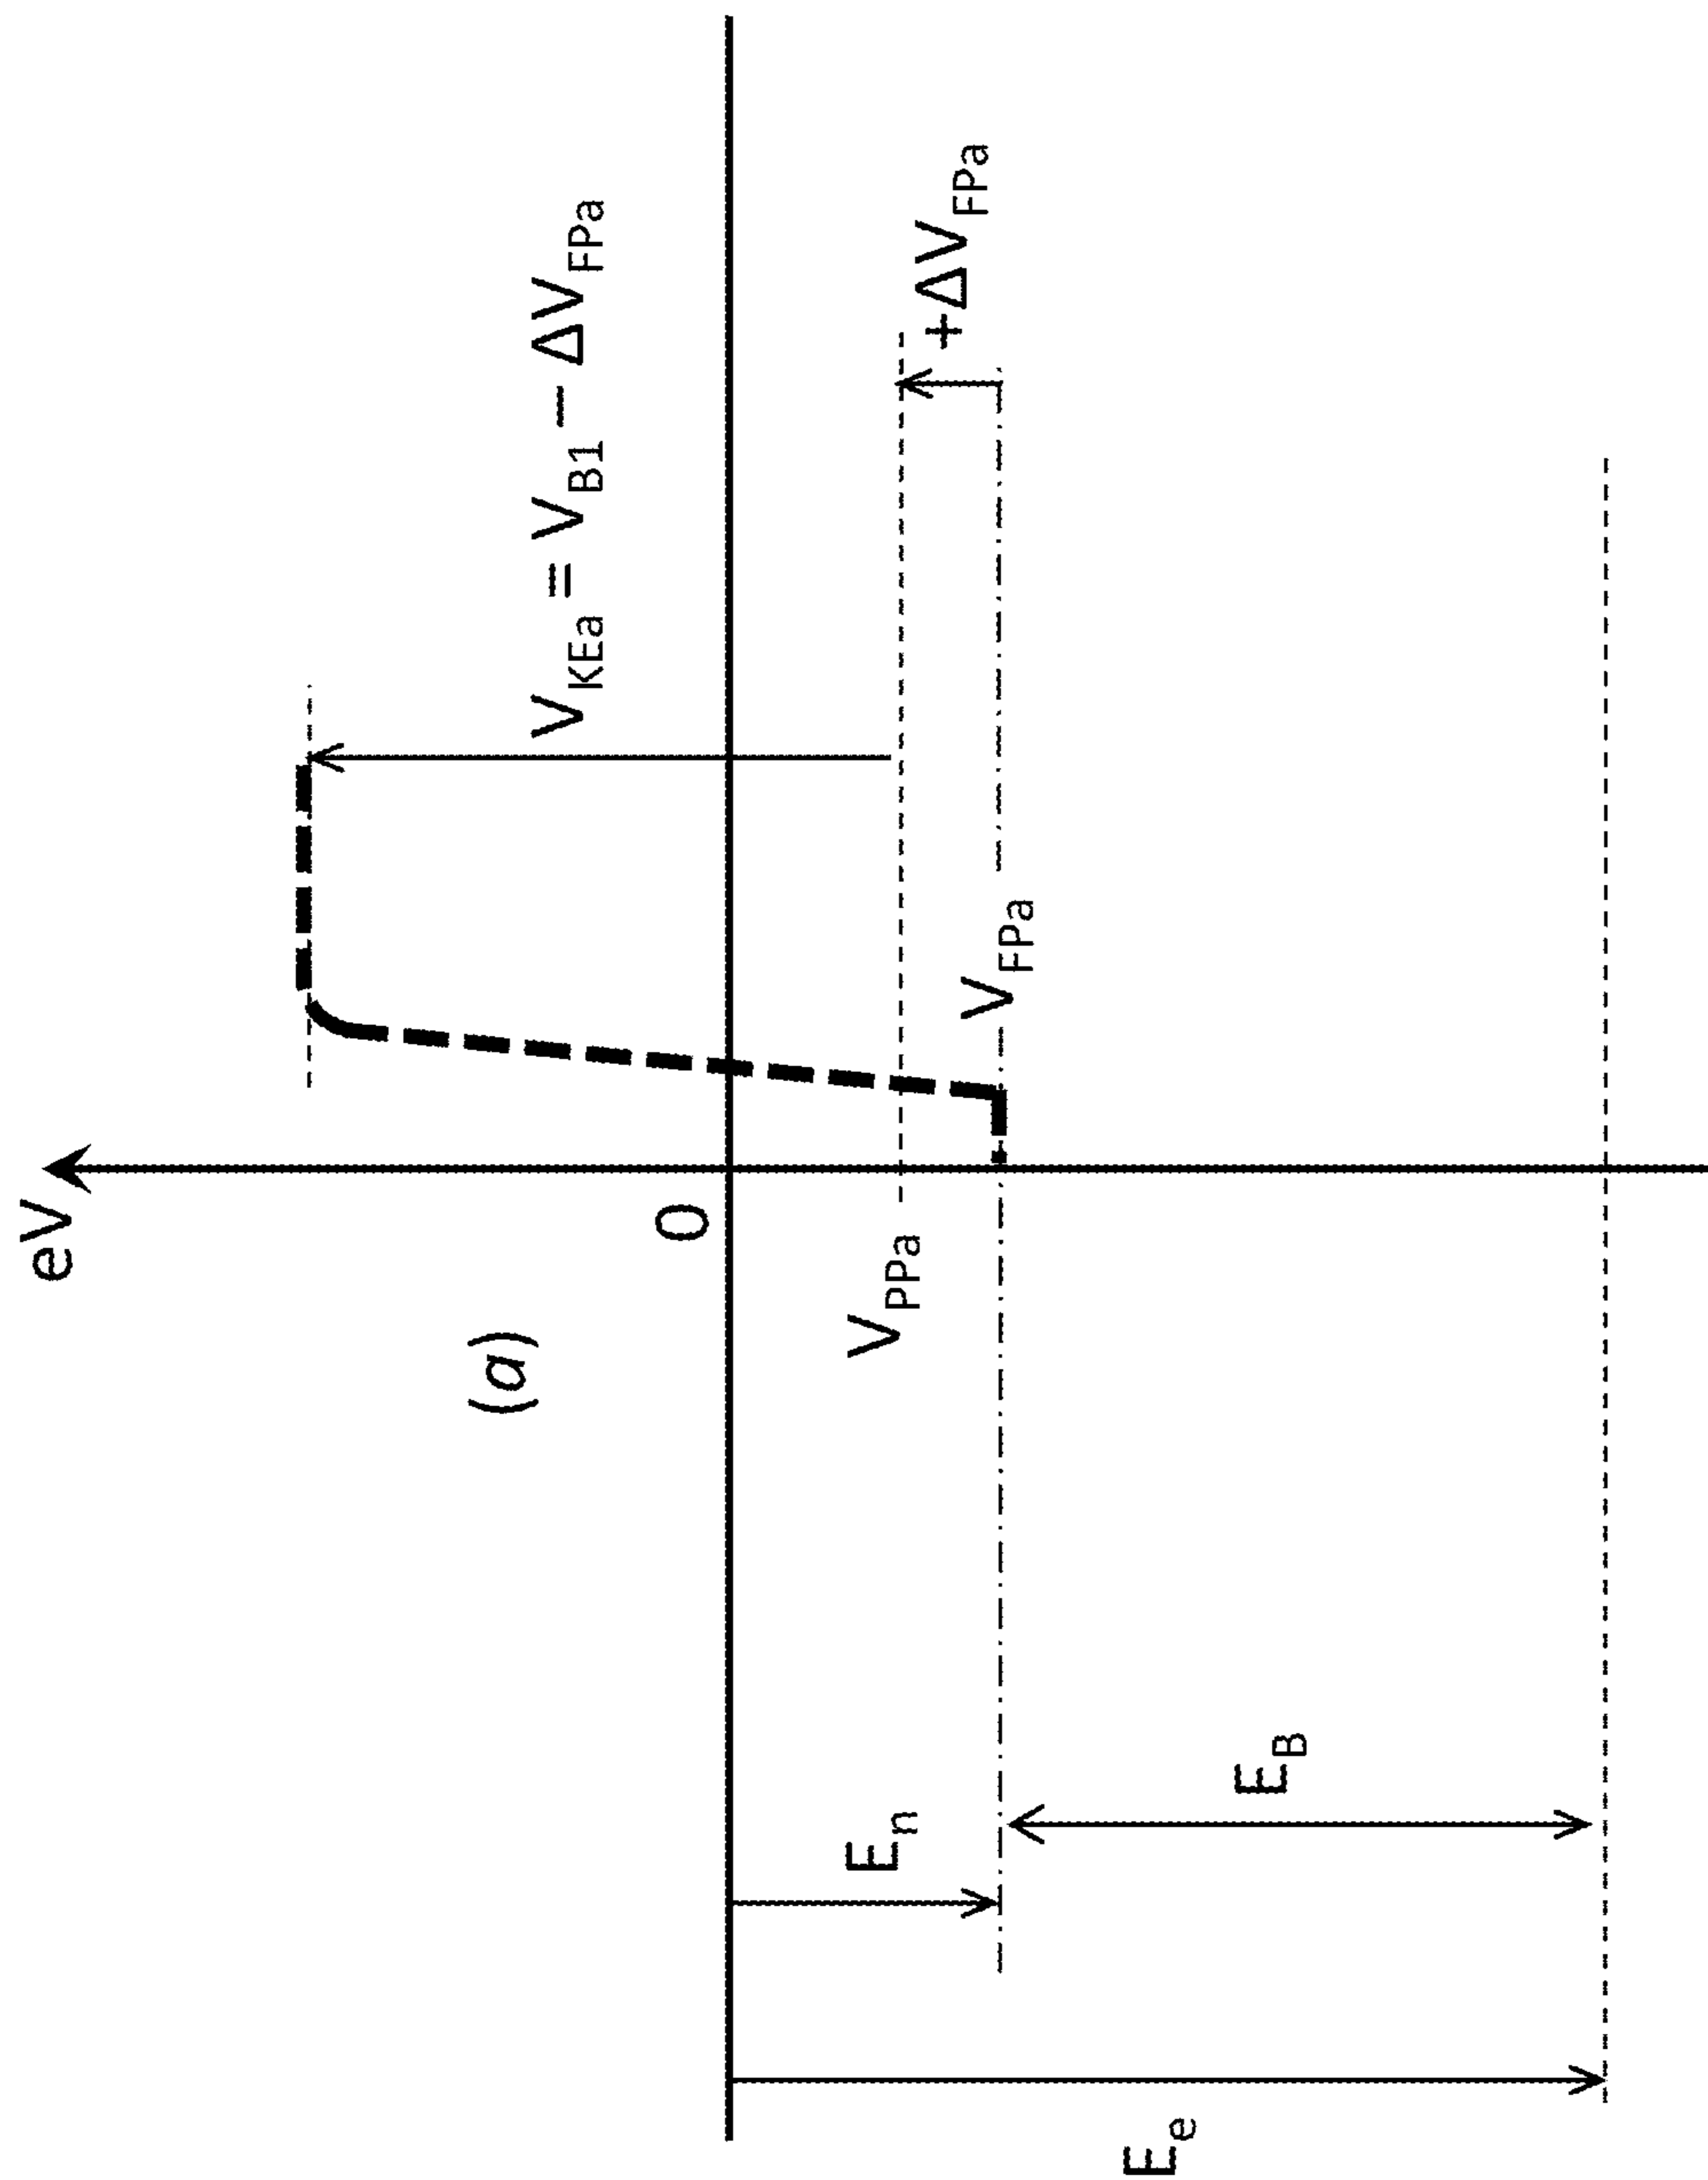 eV
(a)
0
V_KEa = V_B1 − ΔV_FPa
V_PPa
+ΔV_FPa
V_FPa
E_n
E_B
E_e